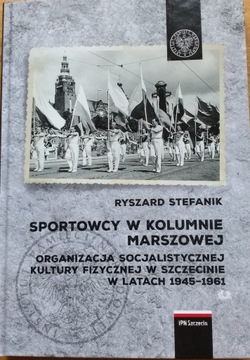 RYSZARD STEFANIK
SPORTOWCY W KOLUMNIE
MARSZOWEJ
ORGANIZACJA SOCJALISTYCZNEJ
KULTURY FIZYCZNEJ W SZCZECINIE
W LATACH 1945–1961
IPN Szczecin